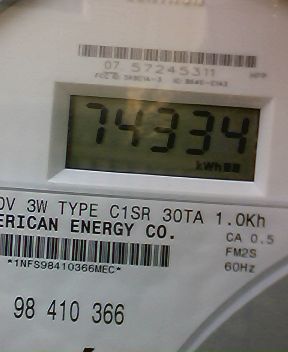 07 57245311
74334
kWh
0V 3W TYPE C1SR 30TA 1.0Kh
ERICAN ENERGY CO.
CA 0.5
*1NFS98410366MEC*
FM2S
60Hz
98 410 366